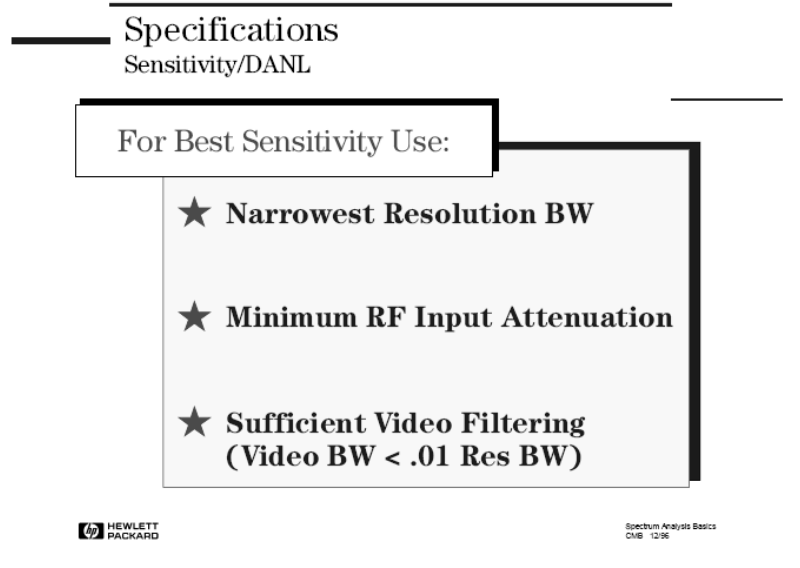 Specifications
Sensitivity/DANL
For Best Sensitivity Use:
★ Narrowest Resolution BW
★ Minimum RF Input Attenuation
★ Sufficient Video Filtering
(Video BW < .01 Res BW)
hp HEWLETT
PACKARD
Spectrum Analysis Basics
CMB 12/96